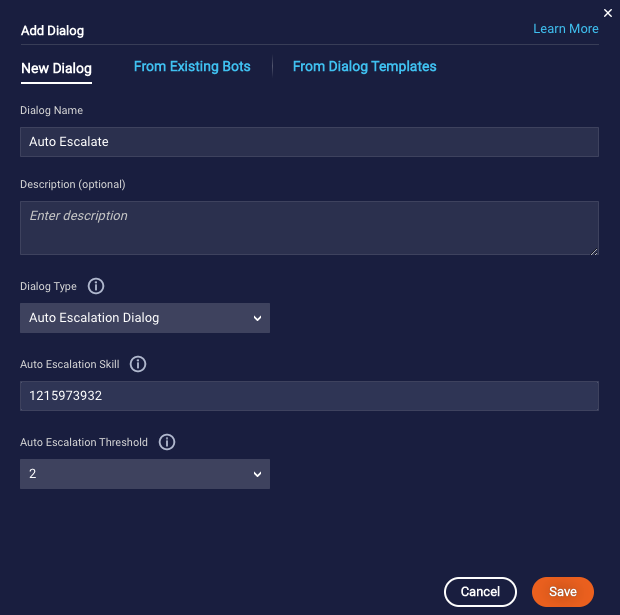 Add Dialog
Learn More
New Dialog
From Existing Bots
From Dialog Templates
Dialog Name
Auto Escalate
Description (optional)
Enter description
Dialog Type
Auto Escalation Dialog
Auto Escalation Skill
1215973932
Auto Escalation Threshold
2
Cancel
Save